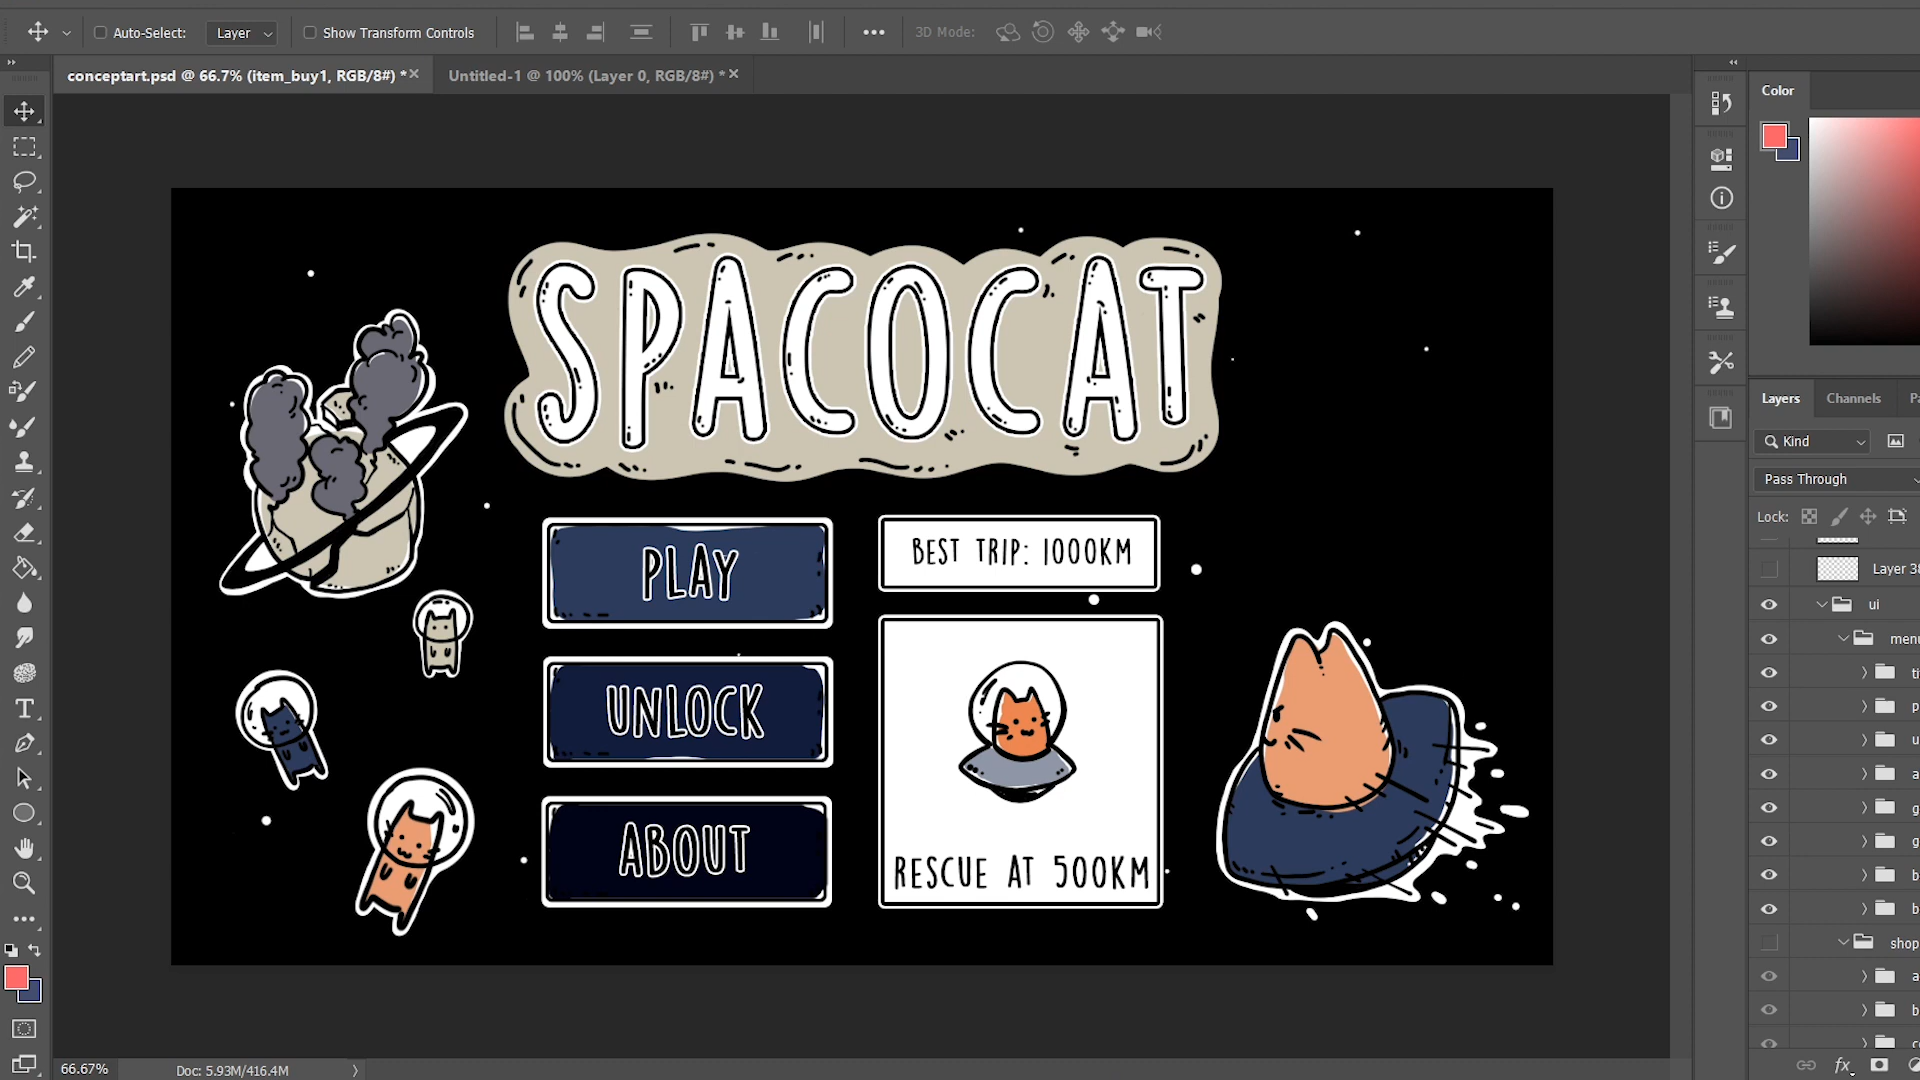 Auto-Select: Layer Show Transform Controls 3D Mode:
conceptart.psd @ 66.7% (item_buy1, RGB/8#) * Untitled-1 @ 100% (Layer 0, RGB/8#) *
Color
SPACOCAT
PLAY
BEST TRIP: 1000KM
UNLOCK
ABOUT
RESCUE AT 500KM
Layers Channels
Kind
Pass Through
Lock:
Layer
ui
66.67% Doc: 5.93M/416.4M